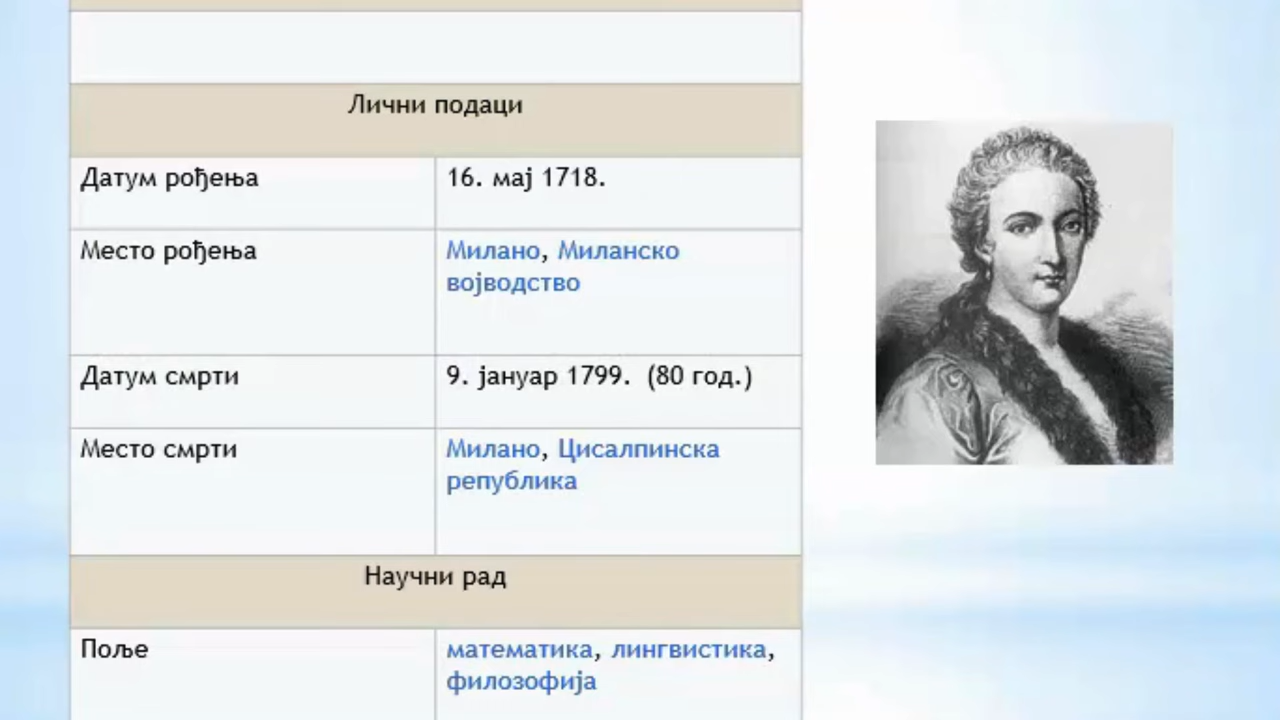 Лични подаци
Датум рођења
16. мај 1718.
Место рођења
Милано, Миланско
војводство
Датум смрти
9. јануар 1799. (80 год.)
Место смрти
Милано, Цисалпинска
република
Научни рад
Поље
математика, лингвистика,
филозофија